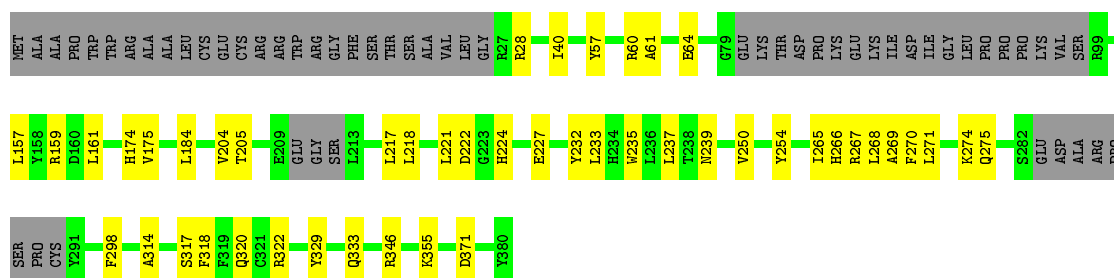 MET ALA ALA PRO TRP TRP ARG ALA ALA LEU CYS GLU CYS ARG ARG TRP ARG GLY PHE SER THR SER ALA VAL LEU GLY R27 R28 I40 Y57 R60 A61 E64 G79 GLU LYS THR ASP PRO LYS GLU LYS ILE ASP ILE GLY LEU PRO PRO PRO LYS VAL SER R99
L157 Y158 R159 D160 L161 H174 V175 L184 V204 T205 E209 GLU GLY SER L213 L217 L218 L221 D222 G223 H224 E227 Y232 L233 H234 W235 L236 L237 T238 N239 V250 Y254 I265 H266 R267 L268 A269 F270 L271 K274 Q275 S282 GLU ASP ALA ARG PRO
SER PRO CYS Y291 F298 A314 S317 F318 F319 Q320 C321 R322 Y329 Q333 R346 K355 D371 Y380